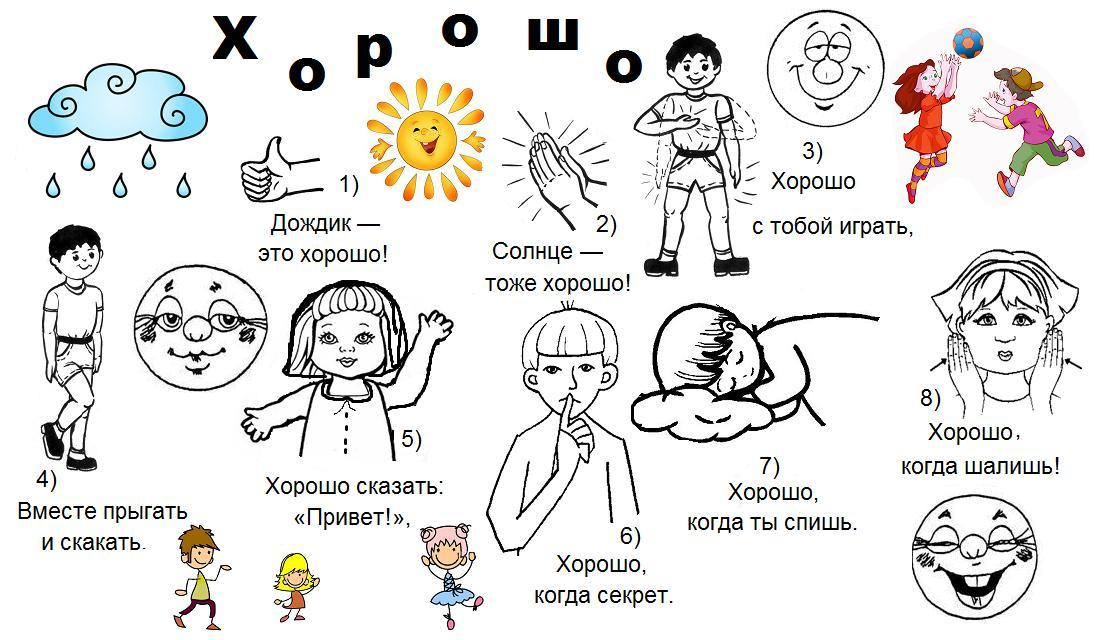 Хорошо
1)
Дождик —
это хорошо!
2)
Солнце —
тоже хорошо!
3)
Хорошо
с тобой играть,
4)
Вместе прыгать
и скакать.
5)
Хорошо сказать:
«Привет!»,
6)
Хорошо,
когда секрет.
7)
Хорошо,
когда ты спишь.
8)
Хорошо,
когда шалишь!